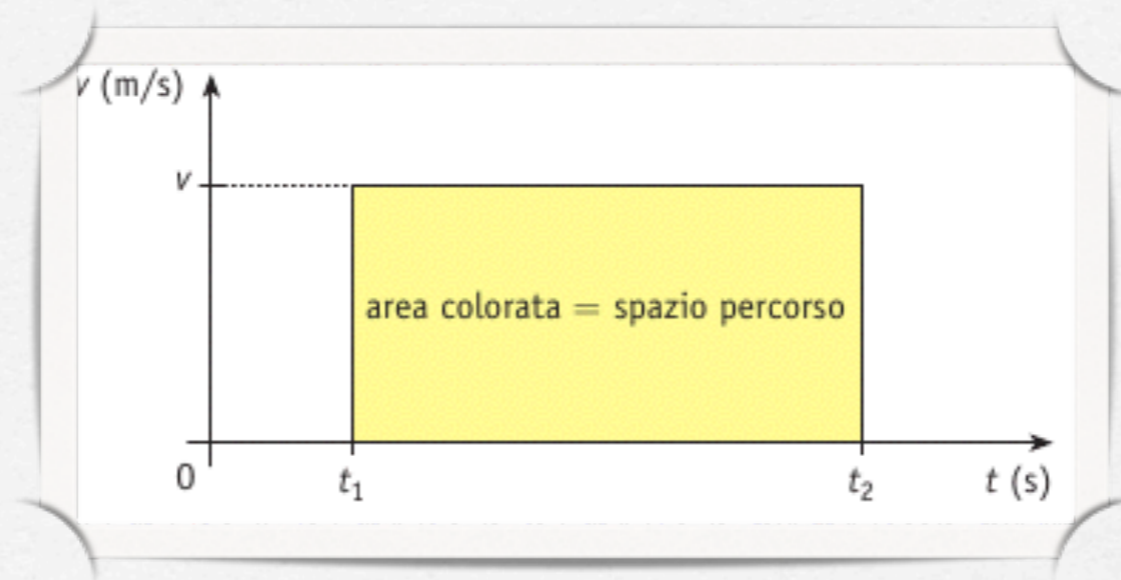 v (m/s)
v
area colorata = spazio percorso
0
t₁
t₂
t (s)